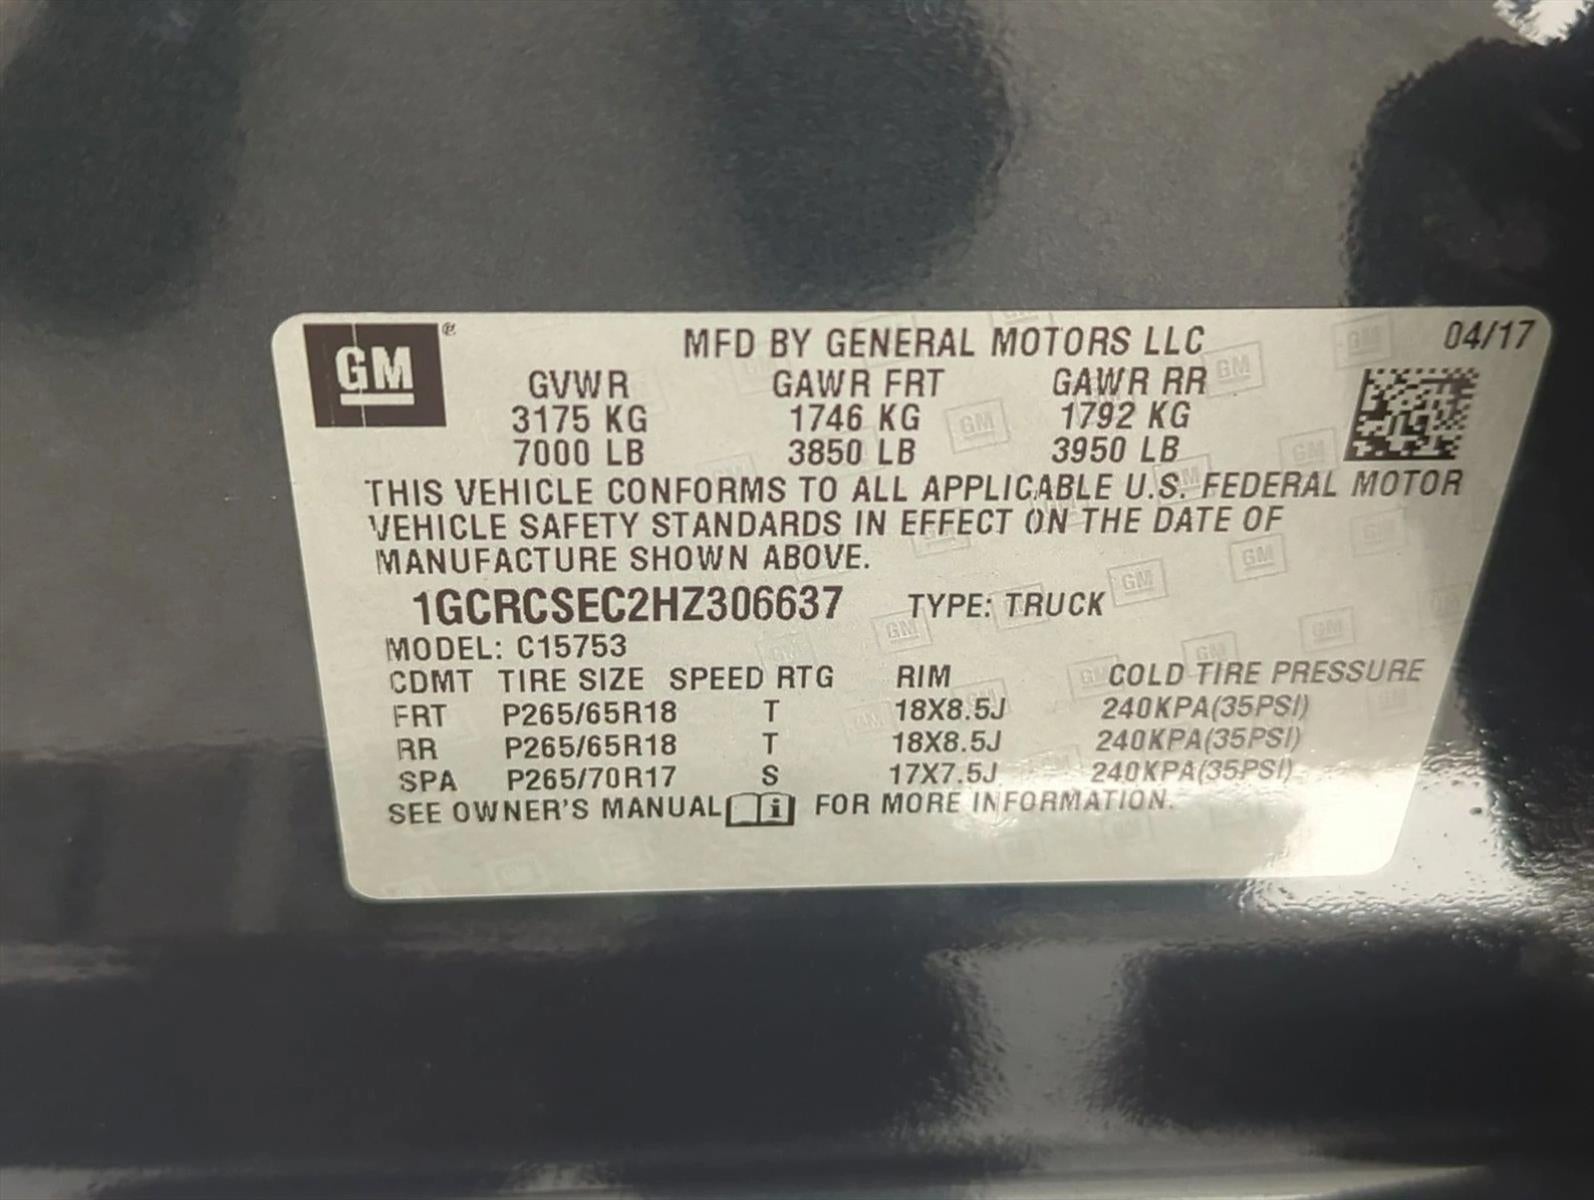 GM® MFD BY GENERAL MOTORS LLC 04/17
GVWR GAWR FRT GAWR RR
3175 KG 1746 KG 1792 KG
7000 LB 3850 LB 3950 LB
THIS VEHICLE CONFORMS TO ALL APPLICABLE U.S. FEDERAL MOTOR
VEHICLE SAFETY STANDARDS IN EFFECT ON THE DATE OF
MANUFACTURE SHOWN ABOVE.
1GCRCSEC2HZ306637 TYPE: TRUCK
MODEL: C15753
CDMT TIRE SIZE SPEED RTG RIM COLD TIRE PRESSURE
FRT P265/65R18 T 18X8.5J 240KPA(35PSI)
RR P265/65R18 T 18X8.5J 240KPA(35PSI)
SPA P265/70R17 S 17X7.5J 240KPA(35PSI)
SEE OWNER'S MANUAL FOR MORE INFORMATION.